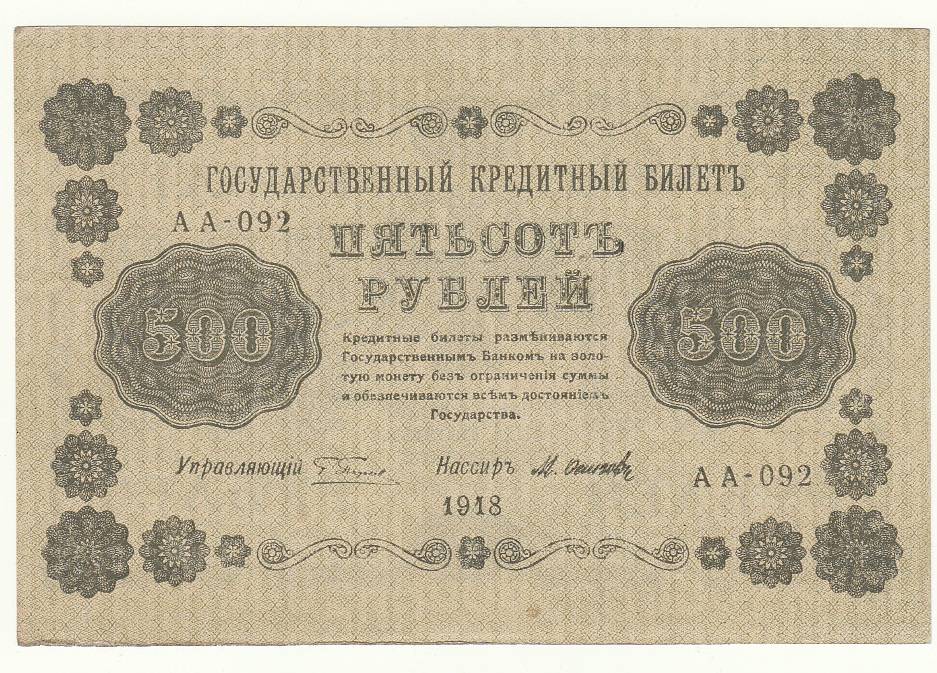 ГОСУДАРСТВЕННЫЙ КРЕДИТНЫЙ БИЛЕТЪ
АА-092
ПЯТЬСОТЪ
РУБЛЕЙ
500
500
Кредитные билеты размѣниваются
Государственнымъ Банкомъ на золо-
тую монету безъ ограниченія суммы
и обезпечиваются всѣмъ достояніемъ
Государства.
Управляющій
Кассиръ
АА-092
1918